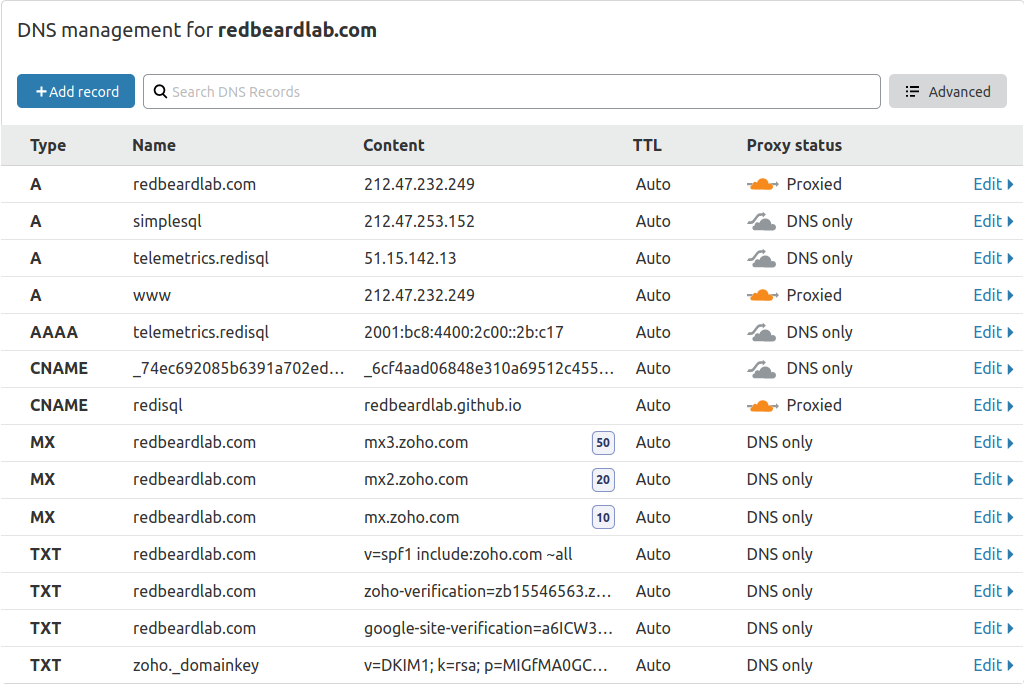 DNS management for redbeardlab.com
+ Add record Search DNS Records Advanced
Type Name Content TTL Proxy status
A redbeardlab.com 212.47.232.249 Auto Proxied Edit
A simplesql 212.47.253.152 Auto DNS only Edit
A telemetrics.redisql 51.15.142.13 Auto DNS only Edit
A www 212.47.232.249 Auto Proxied Edit
AAAA telemetrics.redisql 2001:bc8:4400:2c00::2b:c17 Auto DNS only Edit
CNAME _74ec692085b6391a702ed... _6cf4aad06848e310a69512c455... Auto DNS only Edit
CNAME redisql redbeardlab.github.io Auto Proxied Edit
MX redbeardlab.com mx3.zoho.com 50 Auto DNS only Edit
MX redbeardlab.com mx2.zoho.com 20 Auto DNS only Edit
MX redbeardlab.com mx.zoho.com 10 Auto DNS only Edit
TXT redbeardlab.com v=spf1 include:zoho.com ~all Auto DNS only Edit
TXT redbeardlab.com zoho-verification=zb15546563.z... Auto DNS only Edit
TXT redbeardlab.com google-site-verification=a6ICW3... Auto DNS only Edit
TXT zoho._domainkey v=DKIM1; k=rsa; p=MIGfMA0GC... Auto DNS only Edit